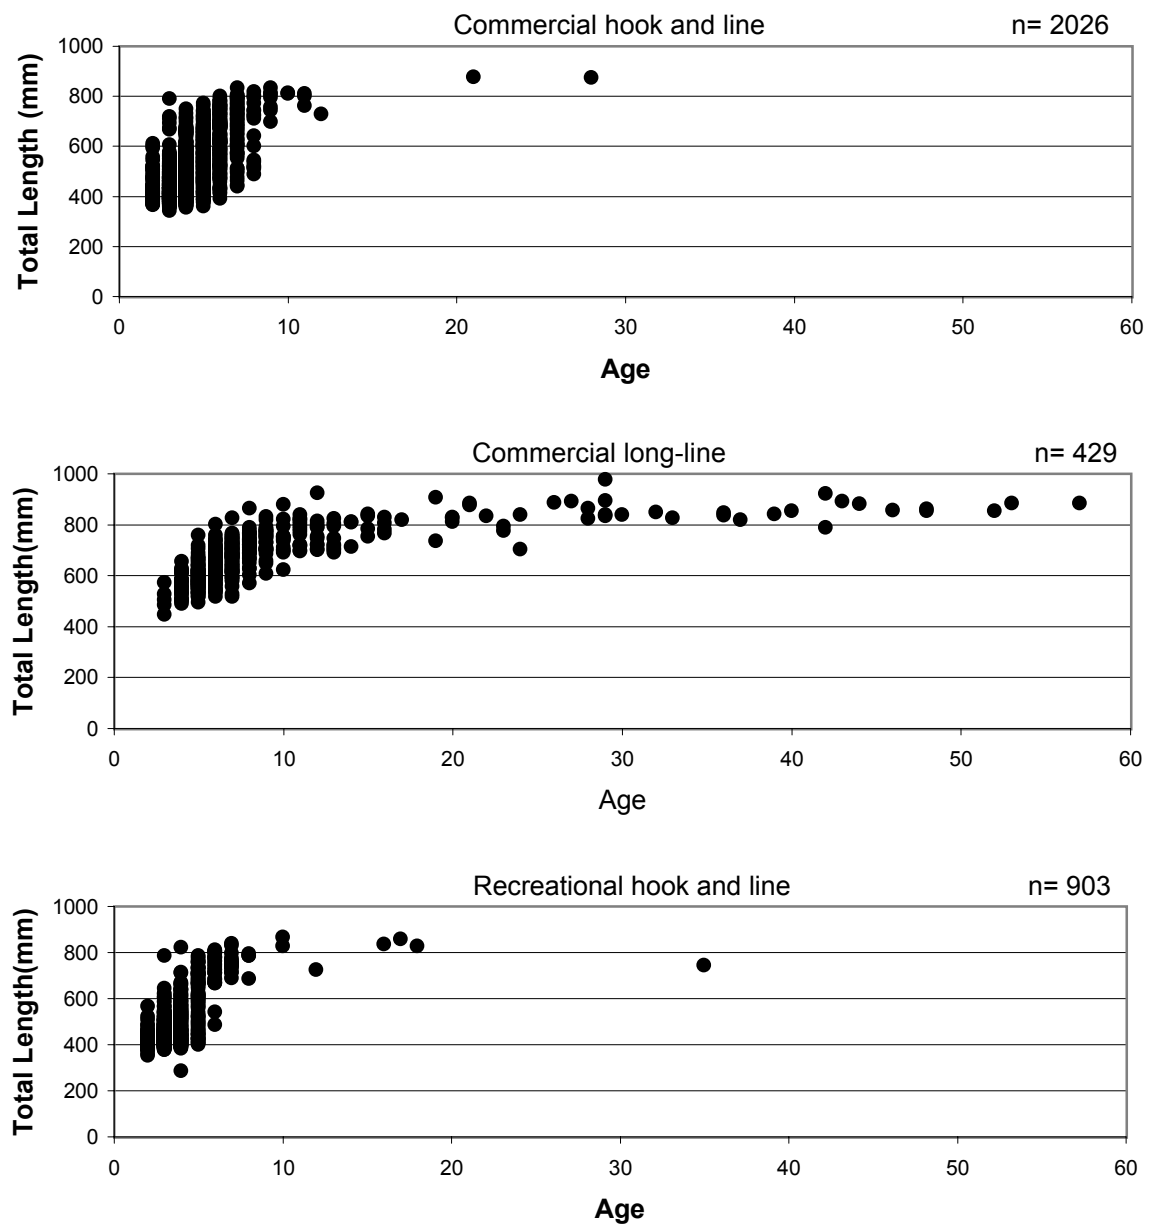 Commercial hook and line n= 2026
Total Length (mm)
1000
800
600
400
200
0
0 10 20 30 40 50 60
Age
Commercial long-line n= 429
Total Length(mm)
1000
800
600
400
200
0
0 10 20 30 40 50 60
Age
Recreational hook and line n= 903
Total Length(mm)
1000
800
600
400
200
0
0 10 20 30 40 50 60
Age